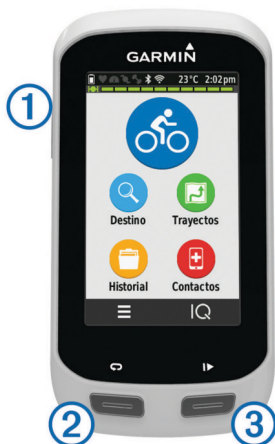 GARMIN
23°C 2:02pm
1
Destino Trayectos
Historial Contactos
IQ
2 3